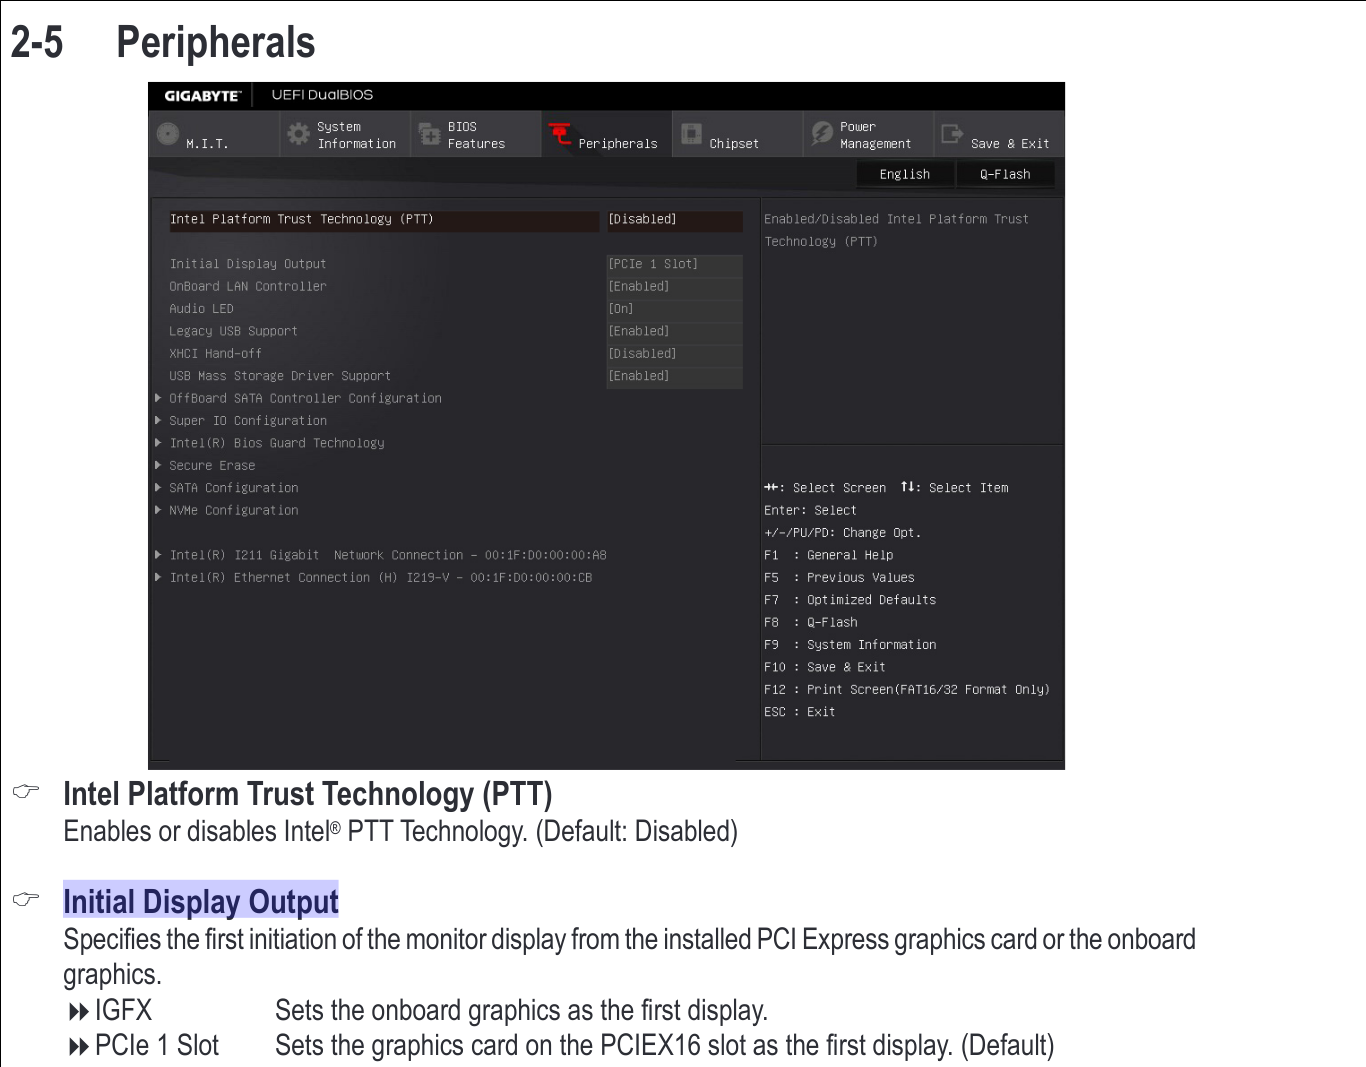 2-5 Peripherals
GIGABYTE™ UEFI DualBIOS
M.I.T. System Information BIOS Features Peripherals Chipset Power Management Save & Exit
English Q-Flash
Intel Platform Trust Technology (PTT) [Disabled]
Enabled/Disabled Intel Platform Trust
Technology (PTT)
Initial Display Output [PCIe 1 Slot]
OnBoard LAN Controller [Enabled]
Audio LED [On]
Legacy USB Support [Enabled]
XHCI Hand-off [Disabled]
USB Mass Storage Driver Support [Enabled]
OffBoard SATA Controller Configuration
Super IO Configuration
Intel(R) Bios Guard Technology
Secure Erase
SATA Configuration
NVMe Configuration
Intel(R) I211 Gigabit  Network Connection - 00:1F:D0:00:00:A8
Intel(R) Ethernet Connection (H) I219-V - 00:1F:D0:00:00:CB
→←: Select Screen ↑↓: Select Item
Enter: Select
+/-/PU/PD: Change Opt.
F1 : General Help
F5 : Previous Values
F7 : Optimized Defaults
F8 : Q-Flash
F9 : System Information
F10 : Save & Exit
F12 : Print Screen(FAT16/32 Format Only)
ESC : Exit
Intel Platform Trust Technology (PTT)
Enables or disables Intel® PTT Technology. (Default: Disabled)
Initial Display Output
Specifies the first initiation of the monitor display from the installed PCI Express graphics card or the onboard
graphics.
IGFX Sets the onboard graphics as the first display.
PCIe 1 Slot Sets the graphics card on the PCIEX16 slot as the first display. (Default)